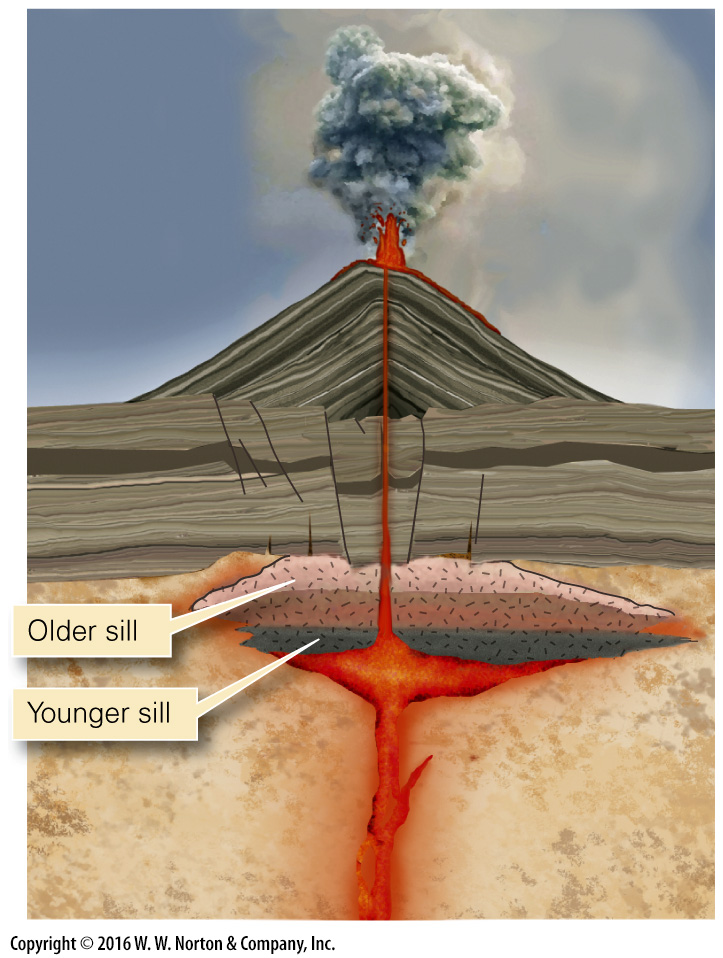 Older sill
Younger sill
Copyright © 2016 W. W. Norton & Company, Inc.